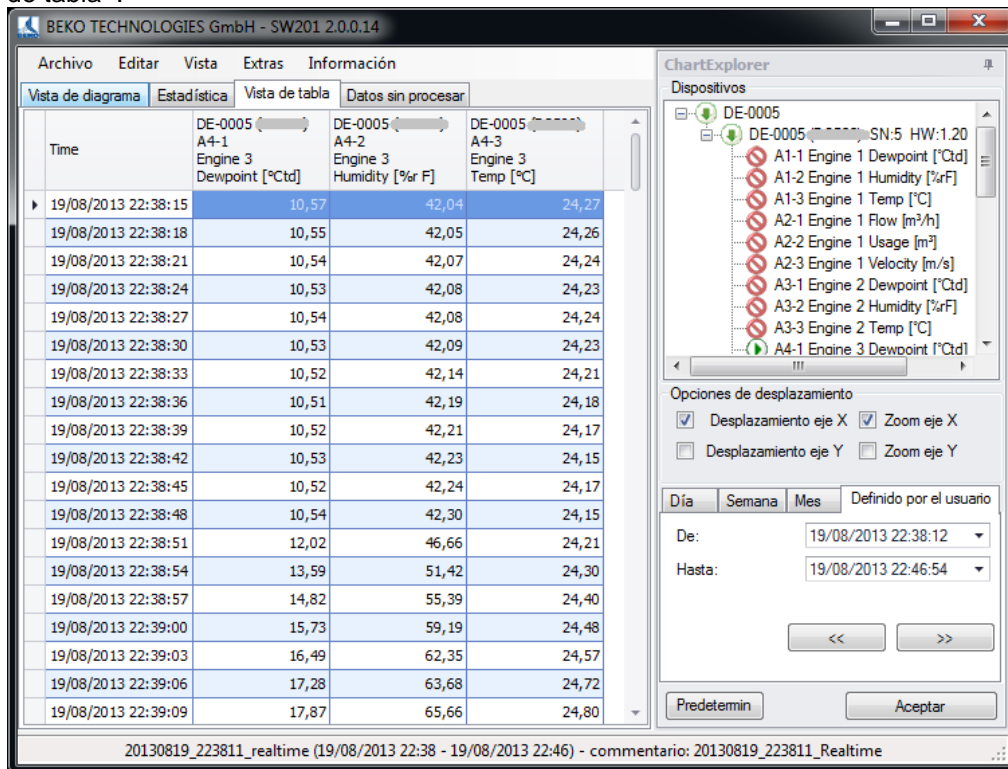 de tabla".
BEKO TECHNOLOGIES GmbH - SW201 2.0.0.14
Archivo Editar Vista Extras Información
Vista de diagrama Estadística Vista de tabla Datos sin procesar
Time
DE-0005 ( ) DE-0005 ( ) DE-0005
A4-1 A4-2 A4-3
Engine 3 Engine 3 Engine 3
Dewpoint [°Ctd] Humidity [%r F] Temp [°C]
19/08/2013 22:38:15 10,57 42,04 24,27
19/08/2013 22:38:18 10,55 42,05 24,26
19/08/2013 22:38:21 10,54 42,07 24,24
19/08/2013 22:38:24 10,53 42,08 24,23
19/08/2013 22:38:27 10,54 42,08 24,24
19/08/2013 22:38:30 10,53 42,09 24,23
19/08/2013 22:38:33 10,52 42,14 24,21
19/08/2013 22:38:36 10,51 42,19 24,18
19/08/2013 22:38:39 10,52 42,21 24,17
19/08/2013 22:38:42 10,53 42,23 24,15
19/08/2013 22:38:45 10,52 42,24 24,17
19/08/2013 22:38:48 10,54 42,30 24,15
19/08/2013 22:38:51 12,02 46,66 24,21
19/08/2013 22:38:54 13,59 51,42 24,30
19/08/2013 22:38:57 14,82 55,39 24,40
19/08/2013 22:39:00 15,73 59,19 24,48
19/08/2013 22:39:03 16,49 62,35 24,57
19/08/2013 22:39:06 17,28 63,68 24,72
19/08/2013 22:39:09 17,87 65,66 24,80
ChartExplorer
Dispositivos
DE-0005
DE-0005 SN:5 HW:1.20
A1-1 Engine 1 Dewpoint [°Ctd]
A1-2 Engine 1 Humidity [%rF]
A1-3 Engine 1 Temp [°C]
A2-1 Engine 1 Flow [m³/h]
A2-2 Engine 1 Usage [m³]
A2-3 Engine 1 Velocity [m/s]
A3-1 Engine 2 Dewpoint [°Ctd]
A3-2 Engine 2 Humidity [%rF]
A3-3 Engine 2 Temp [°C]
A4-1 Engine 3 Dewpoint [°Ctd]
Opciones de desplazamiento
Desplazamiento eje X Zoom eje X
Desplazamiento eje Y Zoom eje Y
Día Semana Mes Definido por el usuario
De: 19/08/2013 22:38:12
Hasta: 19/08/2013 22:46:54
<< >>
Predetermin Aceptar
20130819_223811_realtime (19/08/2013 22:38 - 19/08/2013 22:46) - commentario: 20130819_223811_Realtime